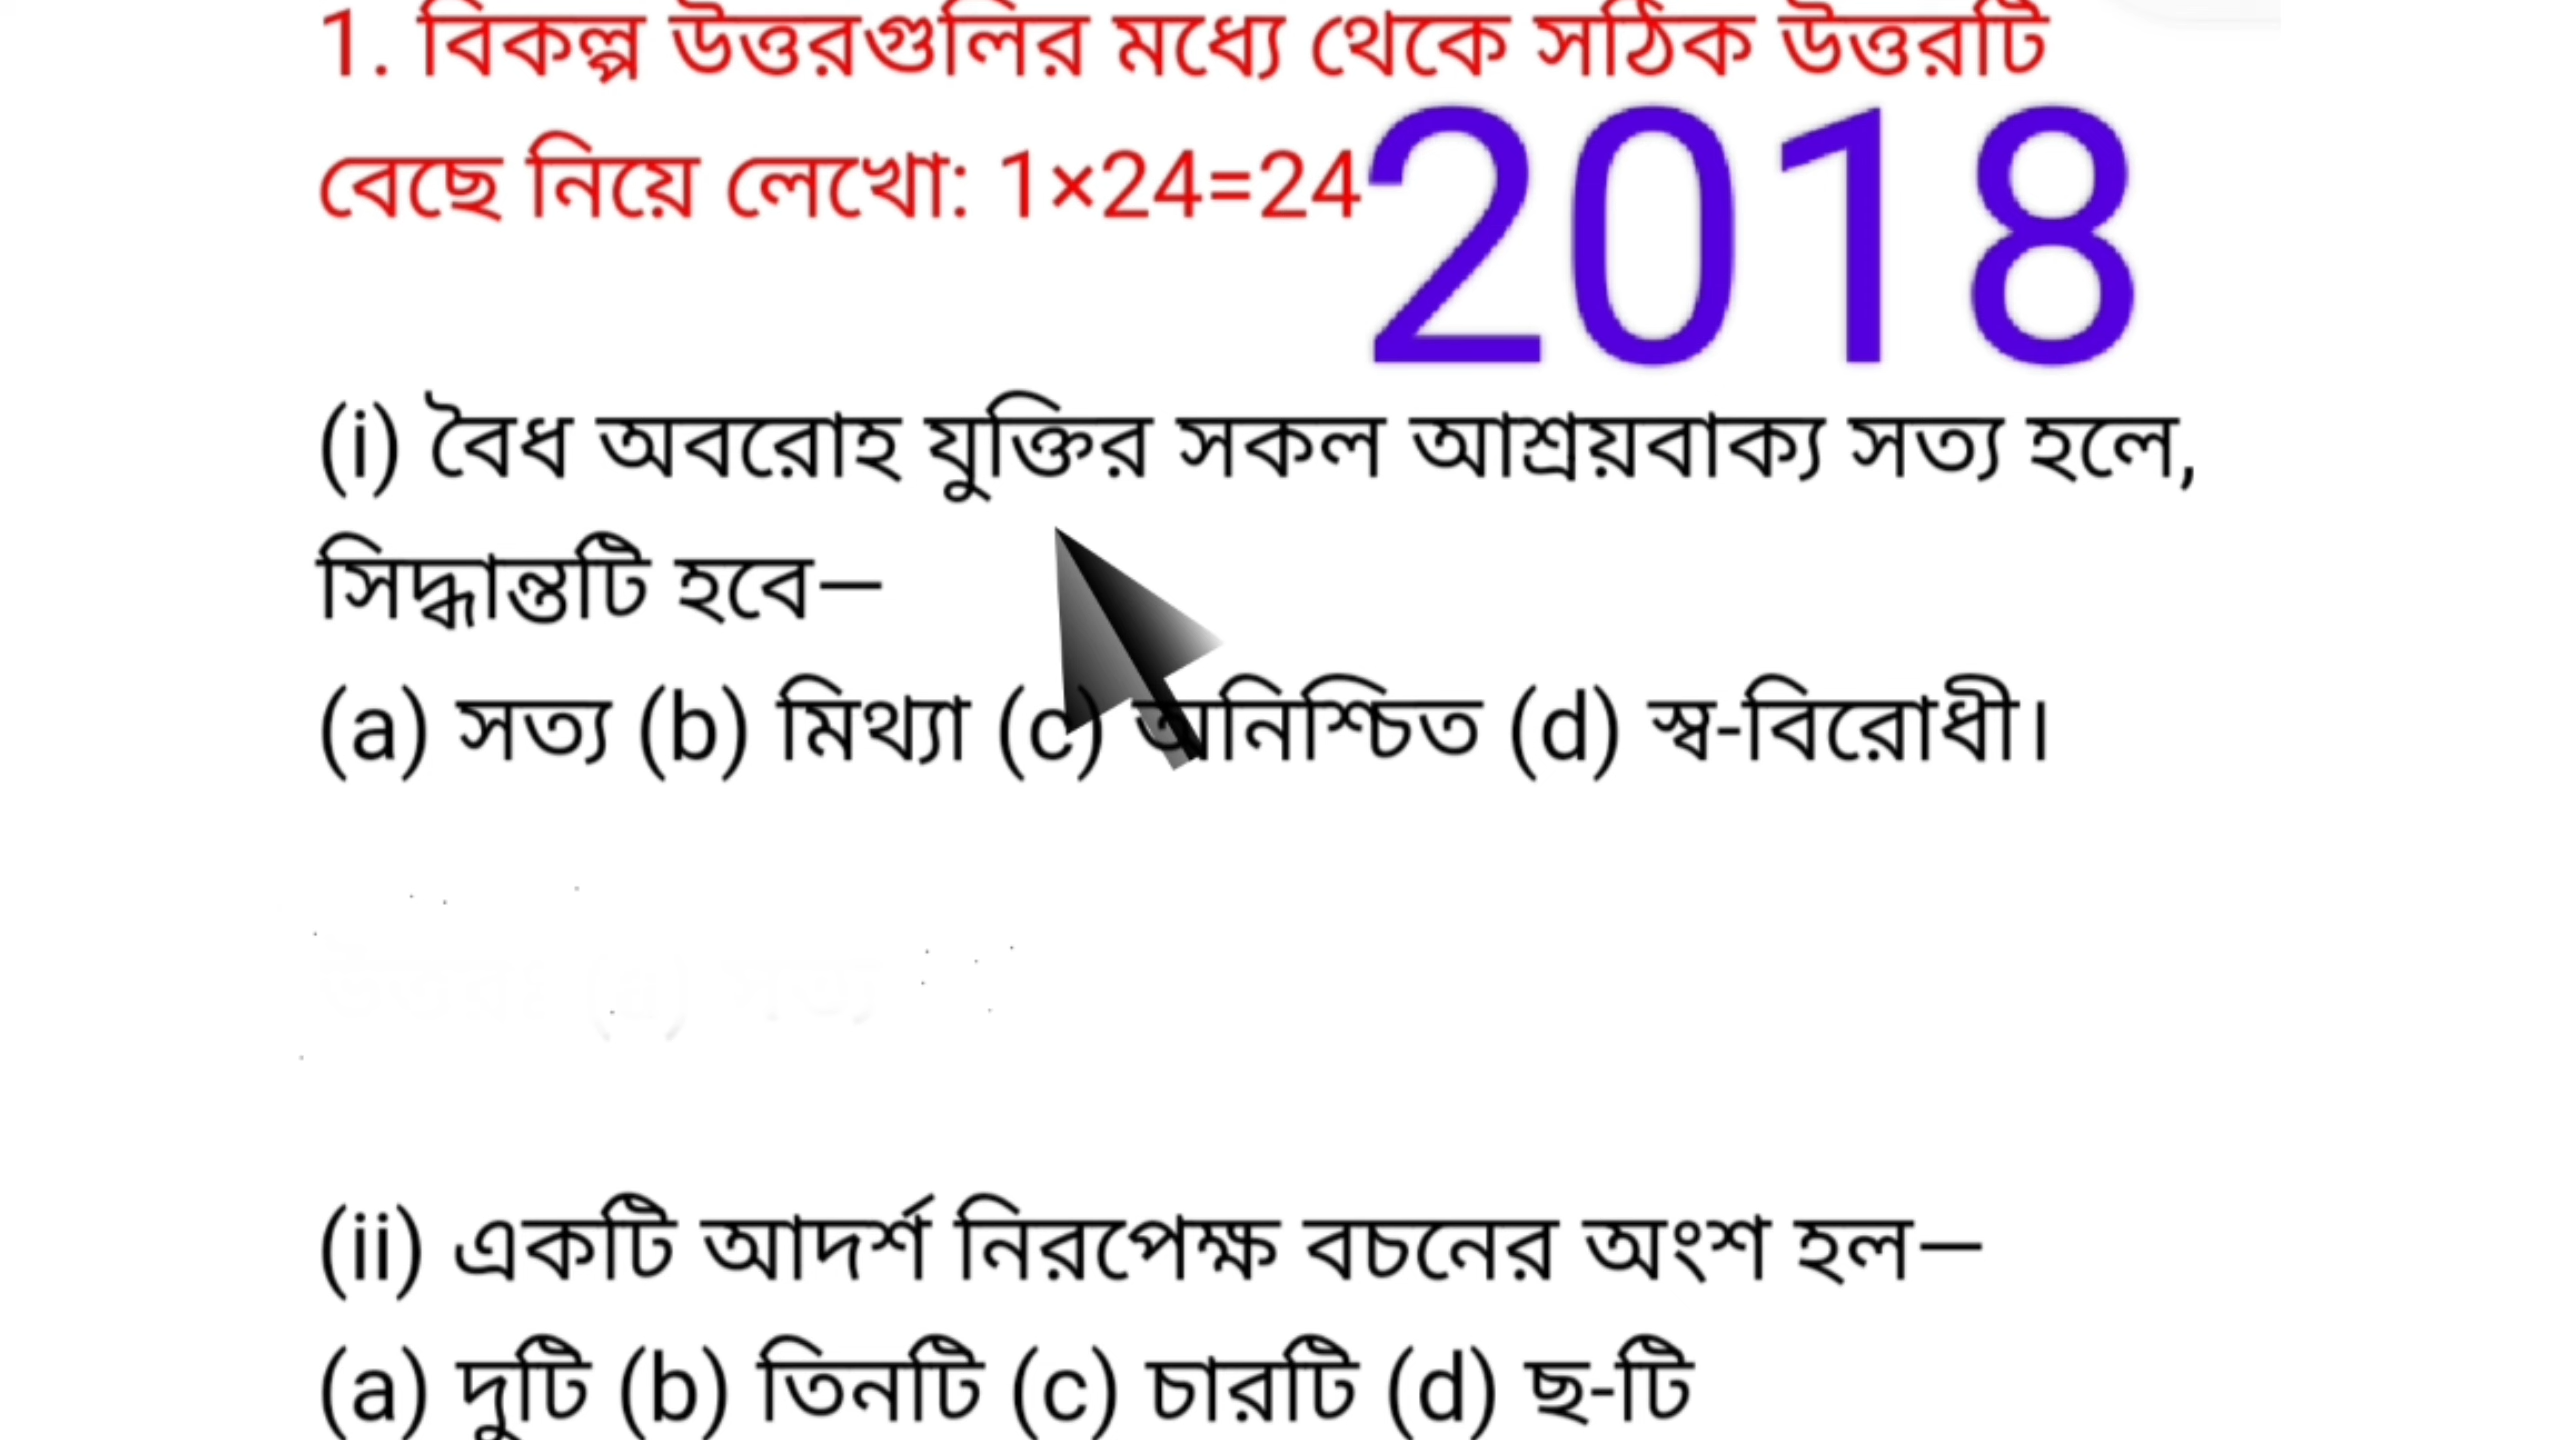 1. বিকল্প উত্তরগুলির মধ্যে থেকে সঠিক উত্তরটি
বেছে নিয়ে লেখো: 1×24=24
2018
(i) বৈধ অবরোহ যুক্তির সকল আশ্রয়বাক্য সত্য হলে,
সিদ্ধান্তটি হবে—
(a) সত্য (b) মিথ্যা (c) অনিশ্চিত (d) স্ব-বিরোধী।
(ii) একটি আদর্শ নিরপেক্ষ বচনের অংশ হল—
(a) দুটি (b) তিনটি (c) চারটি (d) ছ-টি